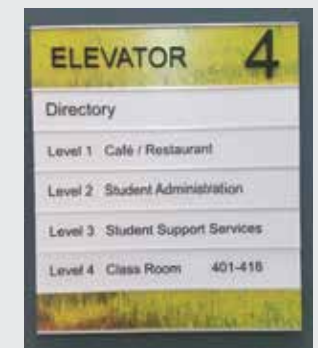 ELEVATOR 4
Directory
Level 1 Café / Restaurant
Level 2 Student Administration
Level 3 Student Support Services
Level 4 Class Room 401-418